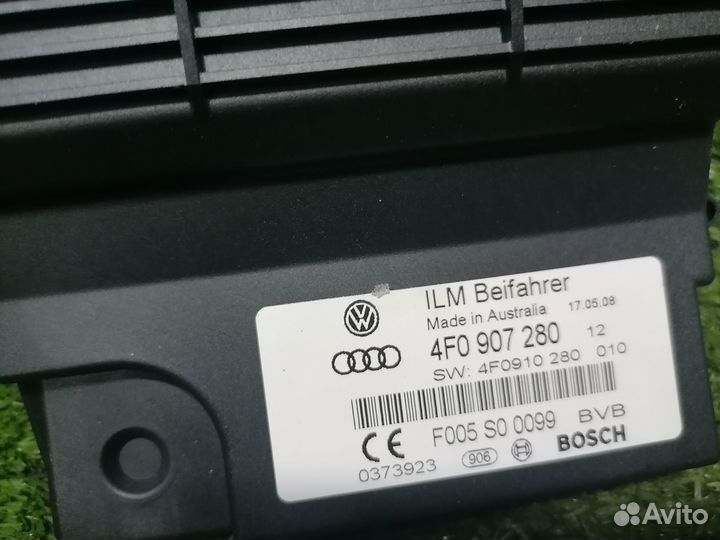 ILM Beifahrer
Made in Australia 17.05.08
4F0 907 280 12
SW: 4F0910 280 010
F005 S0 0099 BVB
CE 906 BOSCH
0373923
Avito